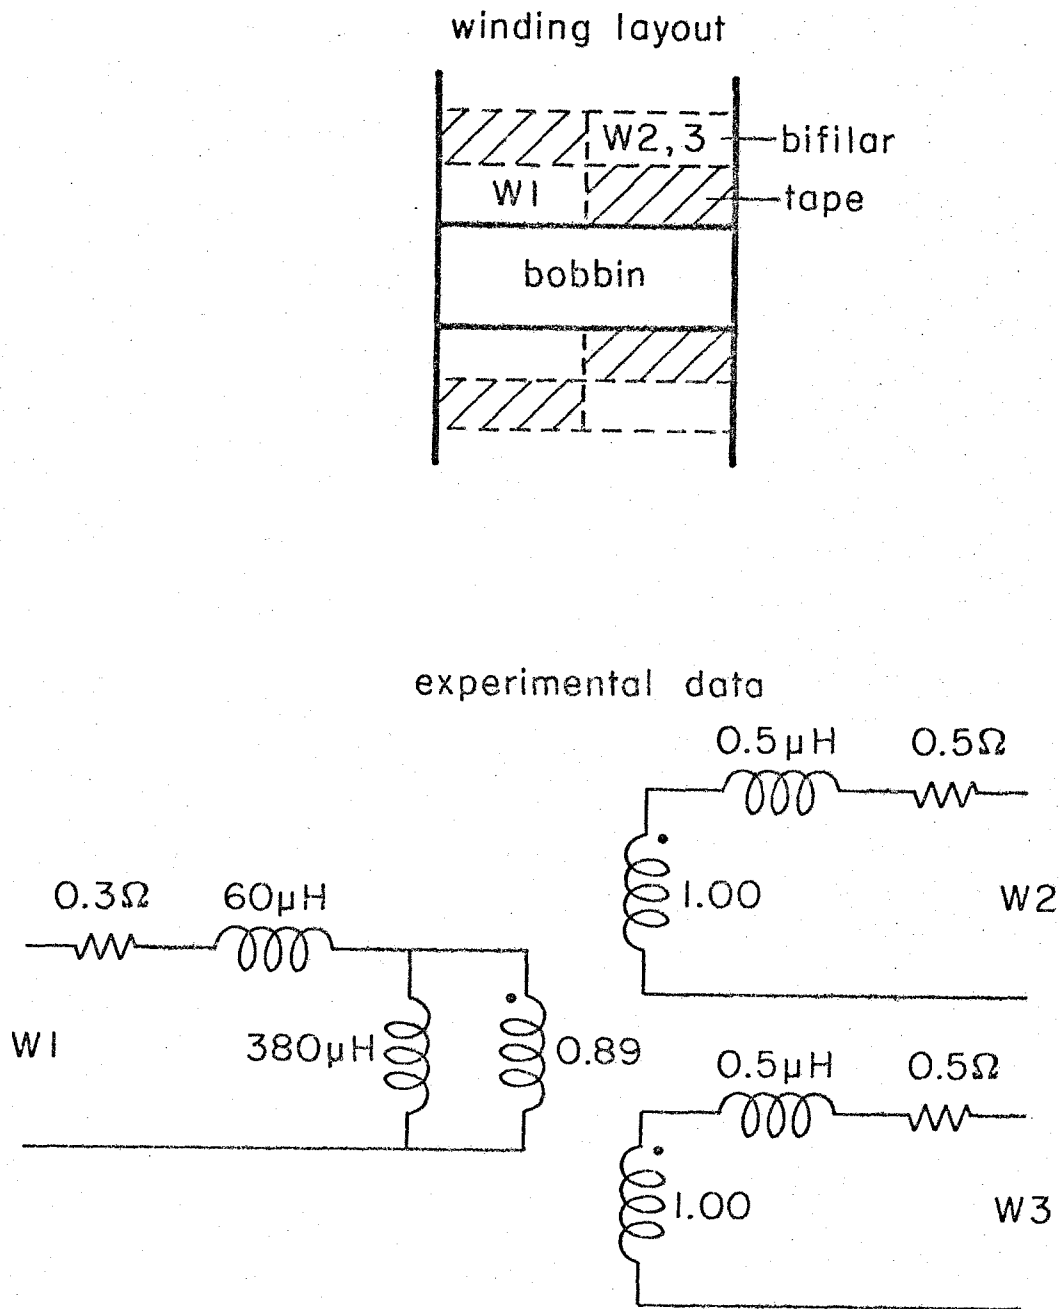 winding layout
W2,3
bifilar
W1
tape
bobbin
experimental data
0.5μH 0.5Ω
1.00
W2
0.3Ω 60μH
W1
380μH
0.89
0.5μH 0.5Ω
1.00
W3